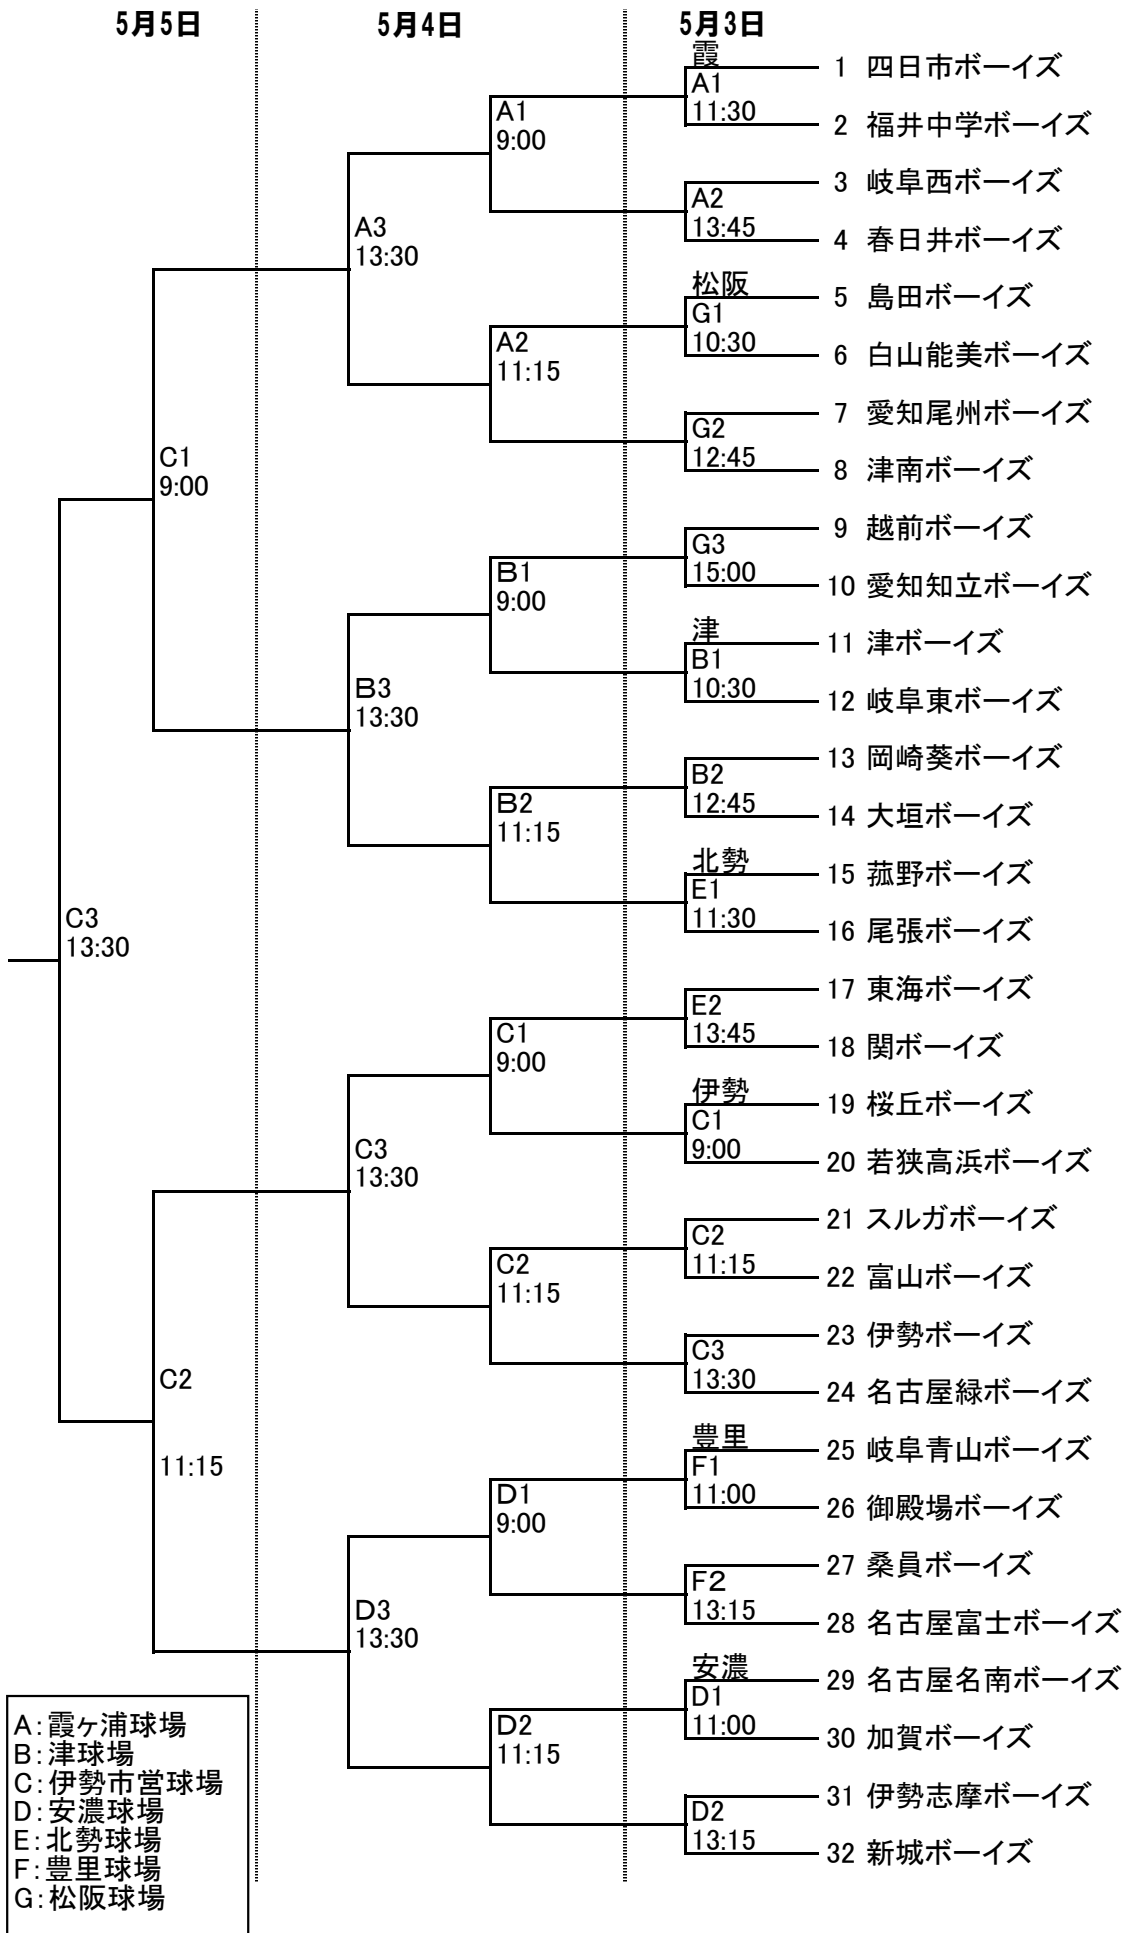 5月5日 5月4日 5月3日
霞
1 四日市ボーイズ
A1
11:30
A1
9:00
2 福井中学ボーイズ
3 岐阜西ボーイズ
A2
13:45
A3
13:30
4 春日井ボーイズ
松阪
5 島田ボーイズ
G1
10:30
A2
11:15
6 白山能美ボーイズ
7 愛知尾州ボーイズ
G2
12:45
C1
9:00
8 津南ボーイズ
9 越前ボーイズ
G3
15:00
B1
9:00
10 愛知知立ボーイズ
津
11 津ボーイズ
B1
10:30
B3
13:30
12 岐阜東ボーイズ
13 岡崎葵ボーイズ
B2
12:45
B2
11:15
14 大垣ボーイズ
北勢
15 菰野ボーイズ
E1
11:30
C3
13:30
16 尾張ボーイズ
17 東海ボーイズ
E2
13:45
C1
9:00
18 関ボーイズ
伊勢
19 桜丘ボーイズ
C1
9:00
C3
13:30
20 若狭高浜ボーイズ
21 スルガボーイズ
C2
11:15
C2
11:15
22 富山ボーイズ
23 伊勢ボーイズ
C3
13:30
C2
11:15
24 名古屋緑ボーイズ
豊里
25 岐阜青山ボーイズ
F1
11:00
D1
9:00
26 御殿場ボーイズ
27 桑員ボーイズ
F2
13:15
D3
13:30
28 名古屋富士ボーイズ
安濃
29 名古屋名南ボーイズ
D1
11:00
D2
11:15
30 加賀ボーイズ
31 伊勢志摩ボーイズ
D2
13:15
32 新城ボーイズ
A:霞ヶ浦球場
B:津球場
C:伊勢市営球場
D:安濃球場
E:北勢球場
F:豊里球場
G:松阪球場